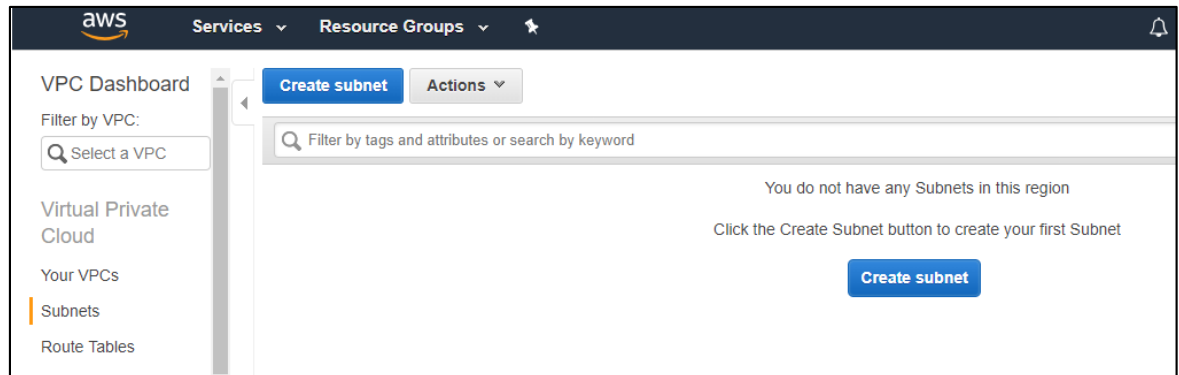 aws Services Resource Groups
VPC Dashboard
Filter by VPC:
Select a VPC
Virtual Private
Cloud
Your VPCs
Subnets
Route Tables
Create subnet Actions
Filter by tags and attributes or search by keyword
You do not have any Subnets in this region
Click the Create Subnet button to create your first Subnet
Create subnet